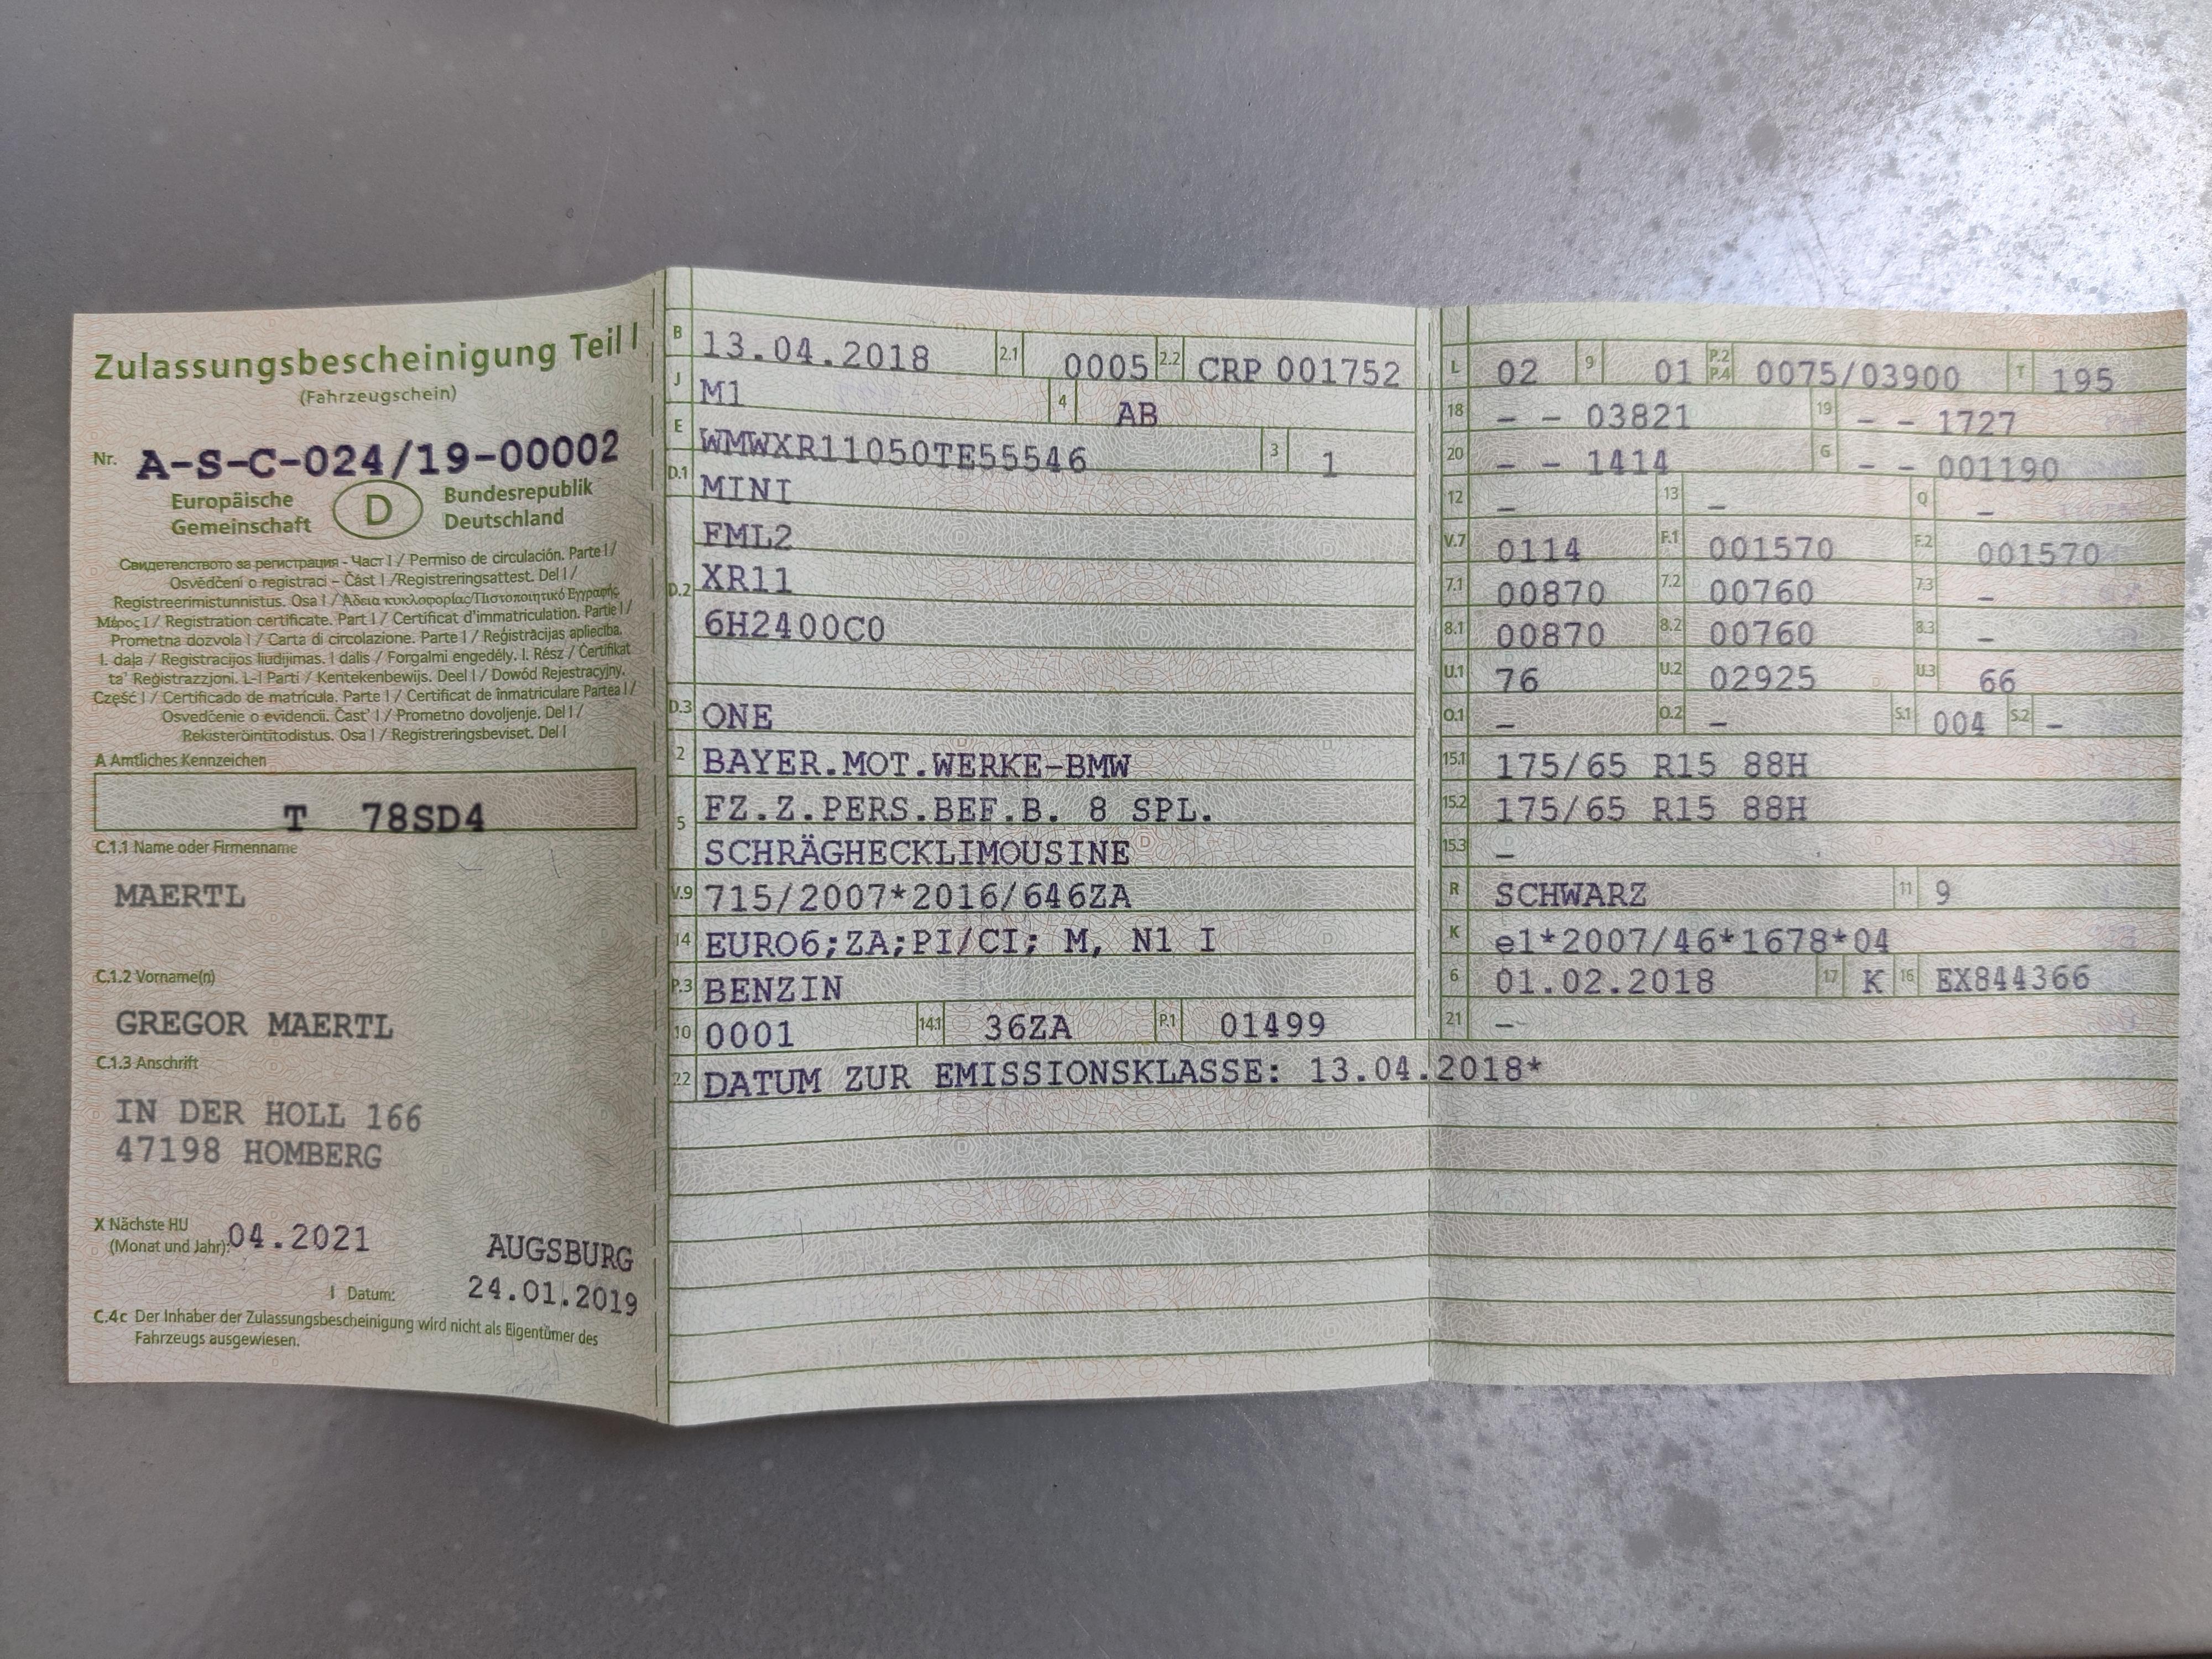 Zulassungsbescheinigung Teil I
(Fahrzeugschein)
Nr. A-S-C-024/19-00002
Europäische Gemeinschaft D Bundesrepublik Deutschland
Свидетелството за регистрация - Част I / Permiso de circulación. Parte I /
Osvědčení o registraci – Část I /Registreringsattest. Del I /
Registreerimistunnistus. Osa I / Άδεια κυκλοφορίας/Πιστοποιητικό Εγγραφής
Μέρος I / Registration certificate. Part I / Certificat d'immatriculation. Partie I /
Prometna dozvola I / Carta di circolazione. Parte I / Reģistrācijas apliecība.
I. daļa / Registracijos liudijimas. I dalis / Forgalmi engedély. I. Rész / Ċertifikat
ta' Reġistrazzjoni. L-I Parti / Kentekenbewijs. Deel I / Dowód Rejestracyjny.
Część I / Certificado de matrícula. Parte I / Certificat de înmatriculare Partea I /
Osvedčenie o evidencii. Časť I / Prometno dovoljenje. Del I /
Rekisteröintitodistus. Osa I / Registreringsbeviset. Del I
A Amtliches Kennzeichen
T 78SD4
C.1.1 Name oder Firmenname
MAERTL
C.1.2 Vorname(n)
GREGOR MAERTL
C.1.3 Anschrift
IN DER HOLL 166
47198 HOMBERG
X Nächste HU
(Monat und Jahr): 04.2021
AUGSBURG
I Datum: 24.01.2019
C.4c Der Inhaber der Zulassungsbescheinigung wird nicht als Eigentümer des
Fahrzeugs ausgewiesen.
B 13.04.2018 2.1 0005 2.2 CRP 001752
J M1 4 AB
E WMWXR11050TE55546 3 1
D.1 MINI
FML2
D.2 XR11
6H2400C0
D.3 ONE
2 BAYER.MOT.WERKE-BMW
5 FZ.Z.PERS.BEF.B. 8 SPL.
SCHRÄGHECKLIMOUSINE
V.9 715/2007*2016/646ZA
14 EURO6;ZA;PI/CI; M, N1 I
P.3 BENZIN
10 0001 14.1 36ZA P.1 01499
22 DATUM ZUR EMISSIONSKLASSE: 13.04.2018*
L 02 9 01 P.2 P.4 0075/03900 T 195
18 – – 03821 19 – – 1727
20 – – 1414 G – – 001190
12 – 13 – Q –
V.7 0114 F.1 001570 F.2 001570
7.1 00870 7.2 00760 7.3 –
8.1 00870 8.2 00760 8.3 –
U.1 76 U.2 02925 U.3 66
O.1 – O.2 – S.1 004 S.2 –
15.1 175/65 R15 88H
15.2 175/65 R15 88H
15.3 –
R SCHWARZ 11 9
K e1*2007/46*1678*04
6 01.02.2018 17 K 16 EX844366
21 –